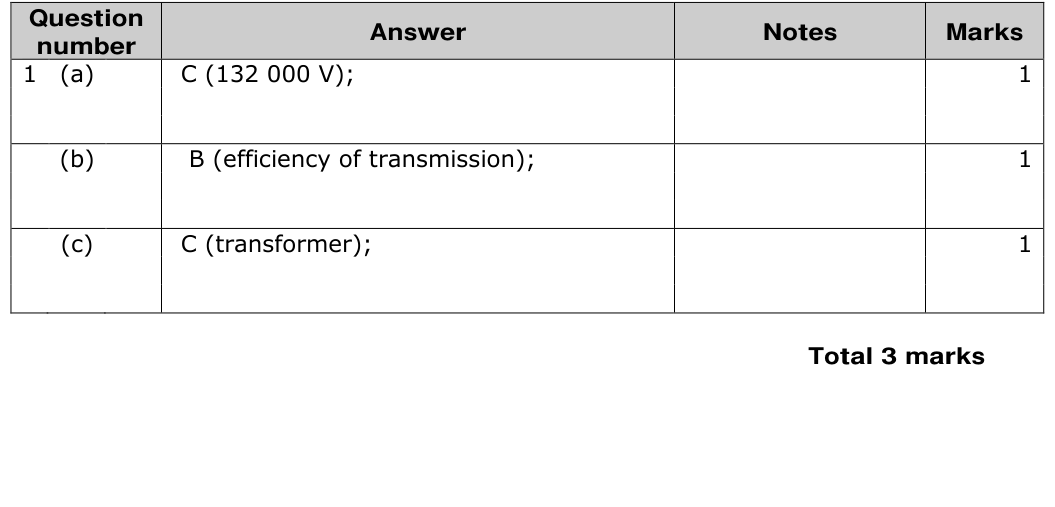 Question number Answer Notes Marks
1 (a) C (132 000 V); 1
(b) B (efficiency of transmission); 1
(c) C (transformer); 1
Total 3 marks